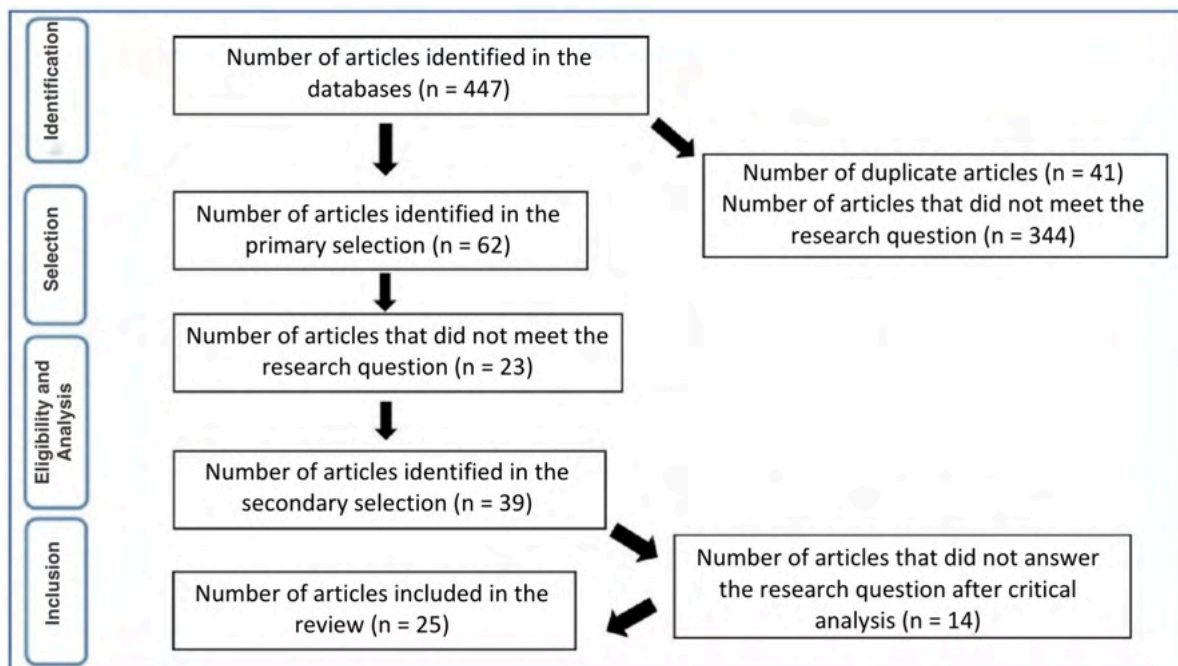 Identification
Number of articles identified in the
databases (n = 447)
Number of duplicate articles (n = 41)
Number of articles that did not meet the
research question (n = 344)
Selection
Number of articles identified in the
primary selection (n = 62)
Number of articles that did not meet the
research question (n = 23)
Eligibility and
Analysis
Number of articles identified in the
secondary selection (n = 39)
Number of articles that did not answer
the research question after critical
analysis (n = 14)
Inclusion
Number of articles included in the
review (n = 25)